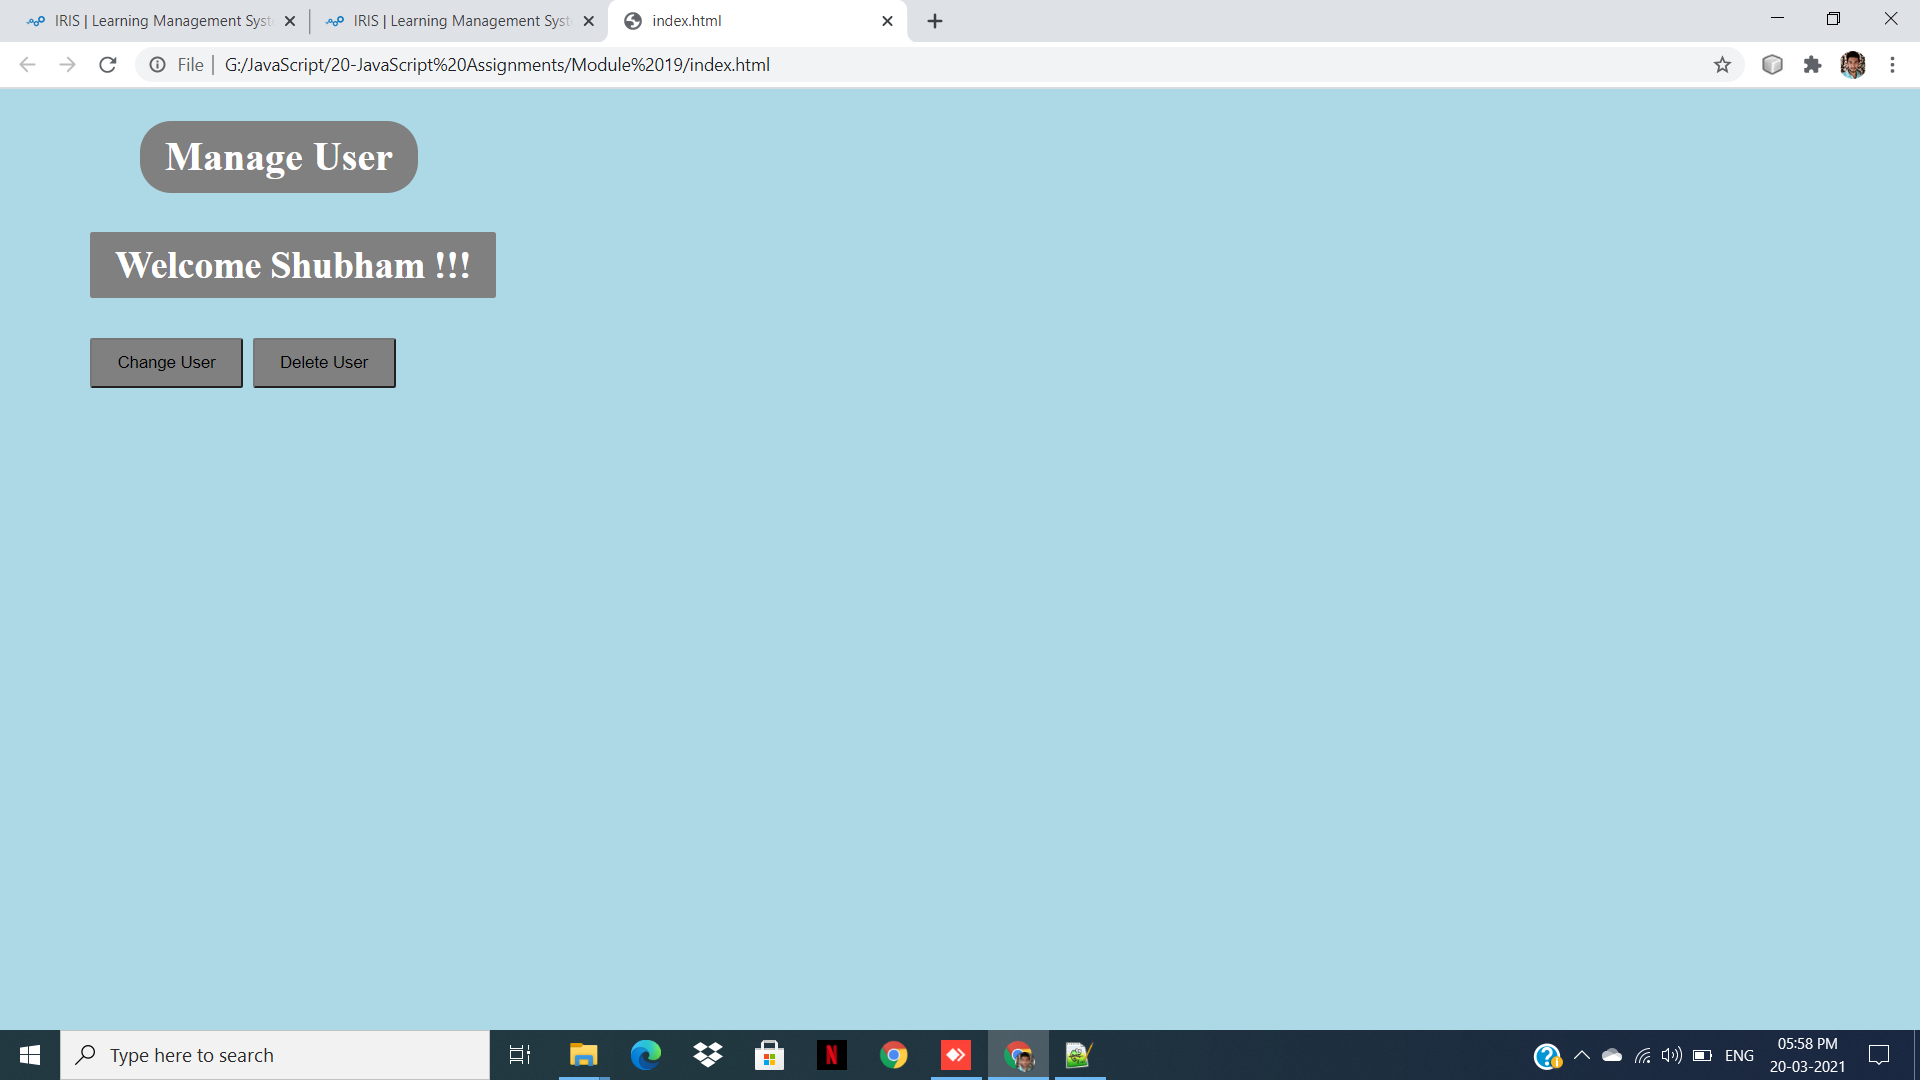 IRIS | Learning Management Syst
IRIS | Learning Management Syst
index.html
File | G:/JavaScript/20-JavaScript%20Assignments/Module%2019/index.html
Manage User
Welcome Shubham !!!
Change User
Delete User
Type here to search
N
ENG
05:58 PM
20-03-2021